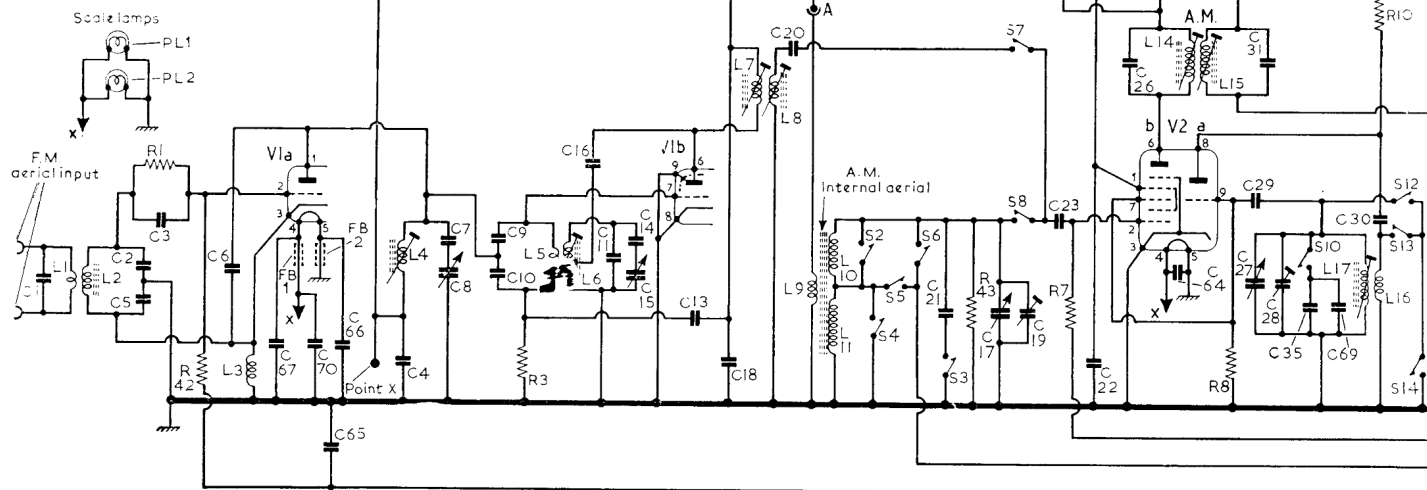 Scale lamps
PL1
PL2
X
F.M.
aerial input
R1
C3
L1
L2
C2
C5
C6
R
42
L3
V1a
1
2
3
4
5
FB
2
FB
1
X
C
67
C
70
C
66
C65
Point X
L4
C4
C7
C8
C9
C10
L5
L6
C
11
C
14
C
15
C16
R3
C13
V1b
9
6
7
8
C18
L7
L8
C20
A
A.M.
Internal aerial
L9
L
10
L
11
S2
S4
S5
S6
C
21
S3
R
43
C
17
C
19
S7
S8
C23
R7
C
22
A.M.
L14
L15
C
26
C
31
R10
b
V2
a
6
8
1
7
2
3
9
4
5
C
64
X
R8
C29
C
27
C
28
S10
C35
C69
L17
C30
L16
S12
S13
S14